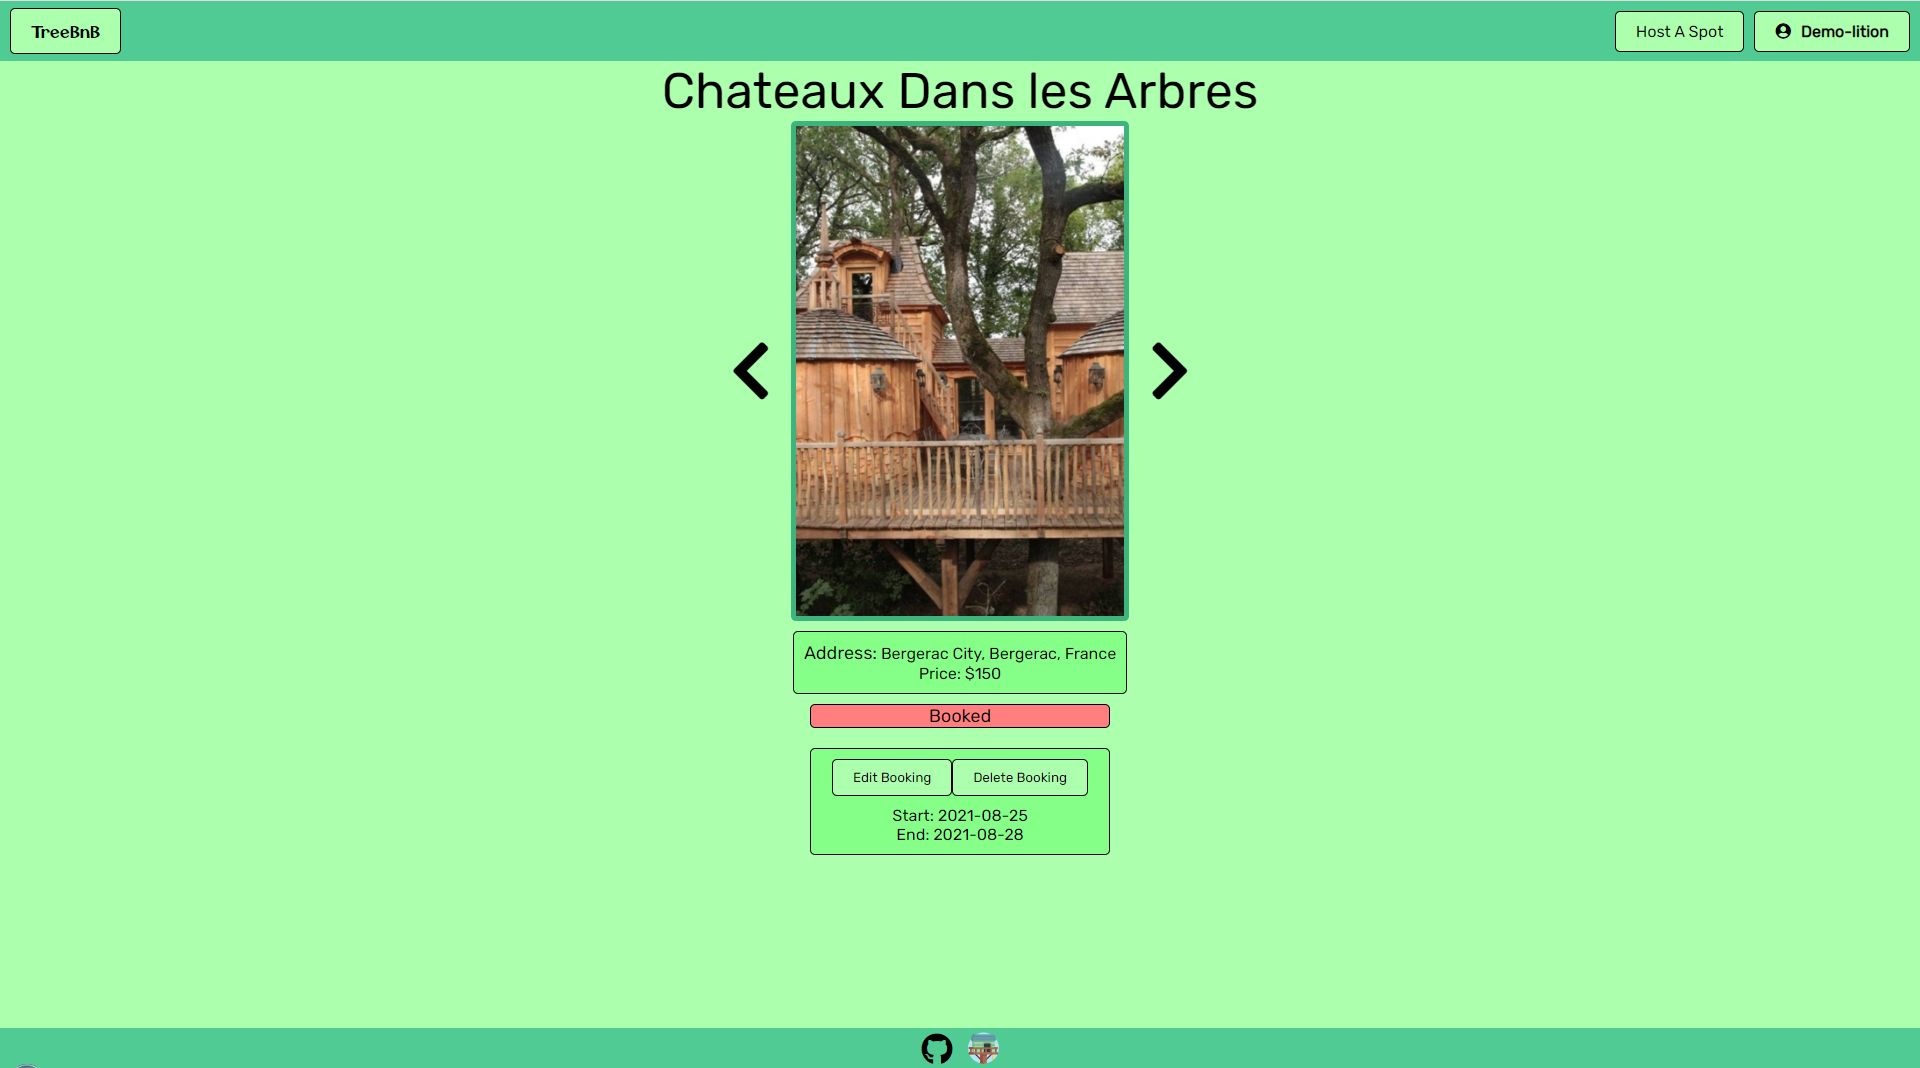 TreeBnB
Host A Spot
Demo-lition
Chateaux Dans les Arbres
Address: Bergerac City, Bergerac, France
Price: $150
Booked
Edit Booking
Delete Booking
Start: 2021-08-25
End: 2021-08-28